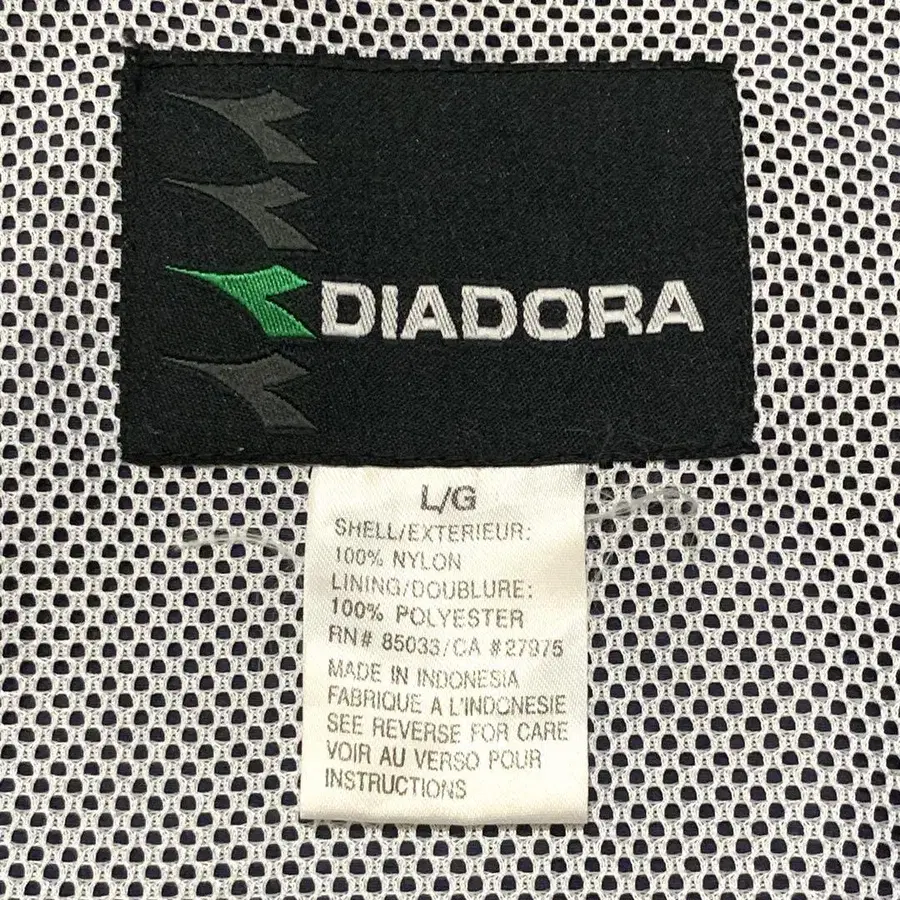 DIADORA
L/G
SHELL/EXTERIEUR:
100% NYLON
LINING/DOUBLURE:
100% POLYESTER
RN# 85033/CA #27975
MADE IN INDONESIA
FABRIQUE A L'INDONESIE
SEE REVERSE FOR CARE
VOIR AU VERSO POUR
INSTRUCTIONS